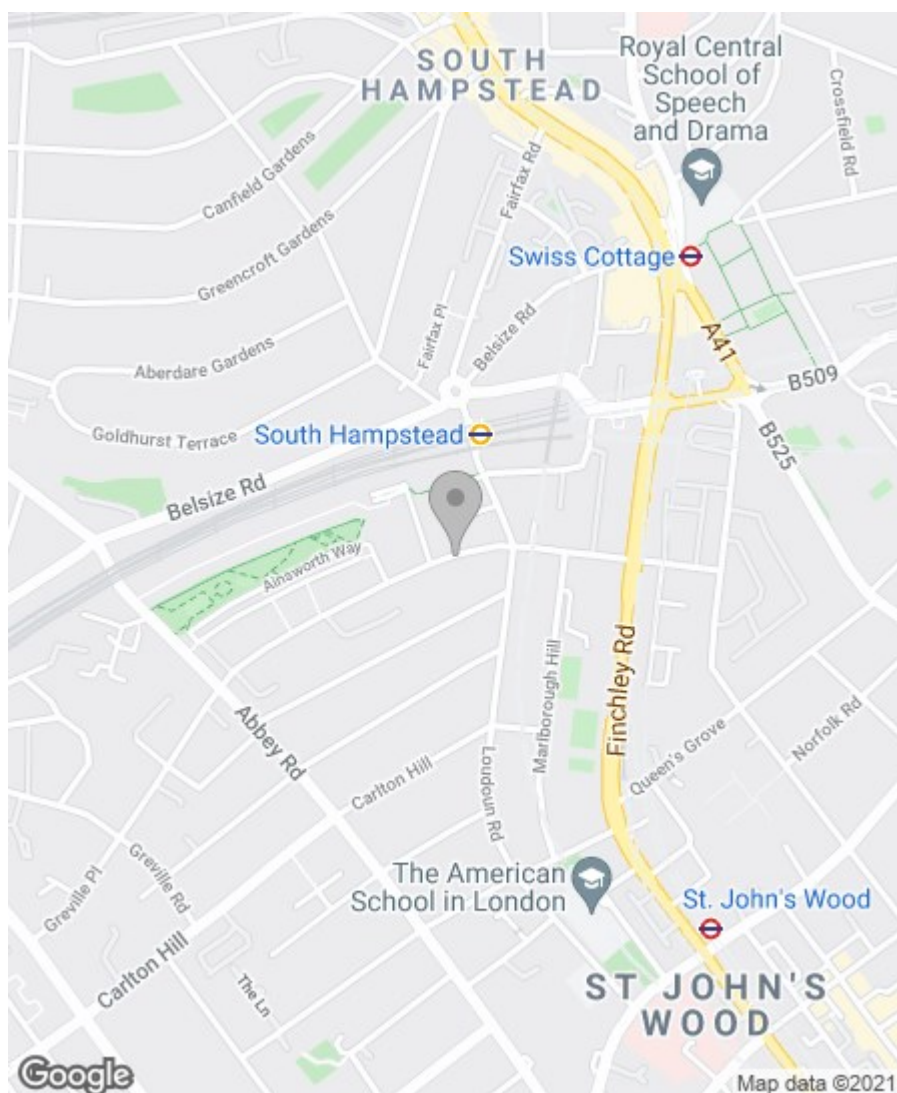 SOUTH
HAMPSTEAD
Royal Central
School of
Speech
and Drama
Crossfield Rd
Canfield Gardens
Fairfax Rd
Greencroft Gardens
Swiss Cottage
Fairfax Pl
Belsize Rd
A41
Aberdare Gardens
B509
Goldhurst Terrace
South Hampstead
B525
Belsize Rd
Ainsworth Way
Finchley Rd
Marlborough Hill
Abbey Rd
Norfolk Rd
Queen's Grove
Carlton Hill
Loudoun Rd
Greville Pl
Greville Rd
The American
School in London
St. John's Wood
Carlton Hill
The Ln
ST JOHN'S
WOOD
Google
Map data ©2021